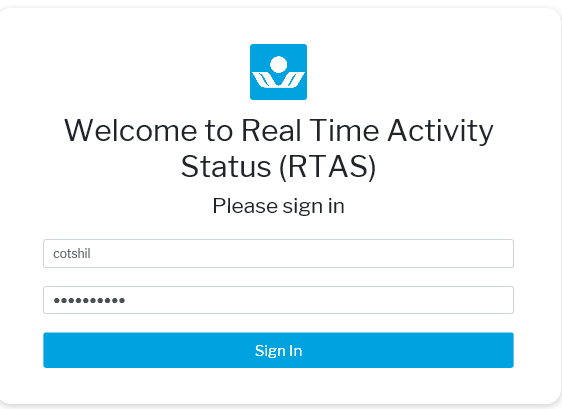 Welcome to Real Time Activity
Status (RTAS)
Please sign in
cotshil
••••••••••
Sign In